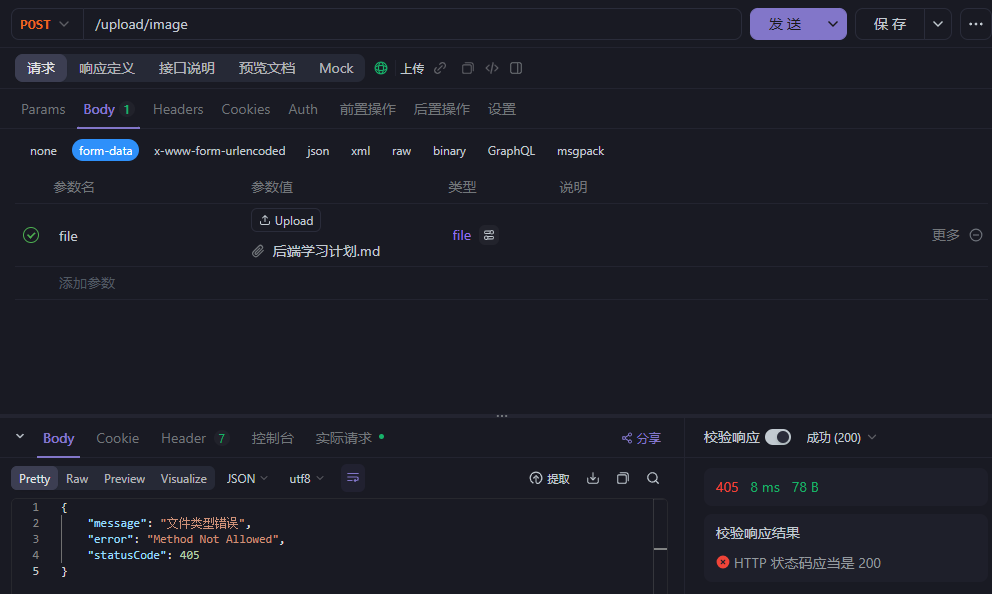 POST /upload/image 发 送 保 存
请求 响应定义 接口说明 预览文档 Mock 上传
Params Body 1 Headers Cookies Auth 前置操作 后置操作 设置
none form-data x-www-form-urlencoded json xml raw binary GraphQL msgpack
参数名 参数值 类型 说明
Upload
file file 更多
后端学习计划.md
添加参数
Body Cookie Header 7 控制台 实际请求 分享 校验响应 成功 (200)
Pretty Raw Preview Visualize JSON utf8 提取
405 8 ms 78 B
1 {
2 "message": "文件类型错误",
3 "error": "Method Not Allowed",
4 "statusCode": 405
5 }
校验响应结果
HTTP 状态码应当是 200